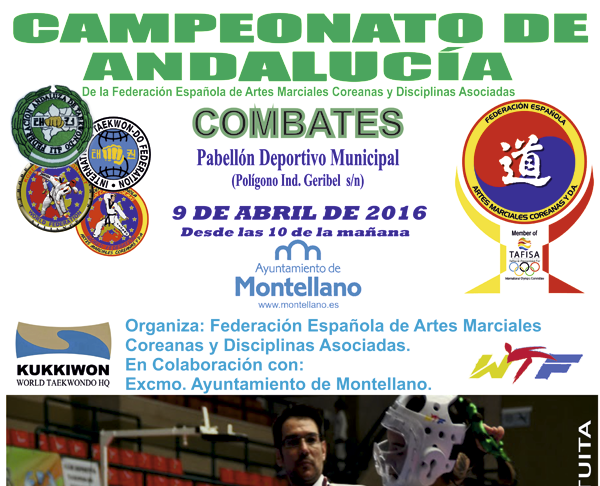 CAMPEONATO DE
ANDALUCÍA
De la Federación Española de Artes Marciales Coreanas y Disciplinas Asociadas
COMBATES
Pabellón Deportivo Municipal
(Polígono Ind. Geribel s/n)
9 DE ABRIL DE 2016
Desde las 10 de la mañana
Ayuntamiento de
Montellano
www.montellano.es
TAEKWON-DO FEDERATION
INTERNAT
FEDERACIÓN ESPAÑOLA
道
ARTES MARCIALES COREANAS Y D.A.
Member of
TAFISA
KUKKIWON
WORLD TAEKWONDO HQ
Organiza: Federación Española de Artes Marciales
Coreanas y Disciplinas Asociadas.
En Colaboración con:
Excmo. Ayuntamiento de Montellano.
WTF
TUITA